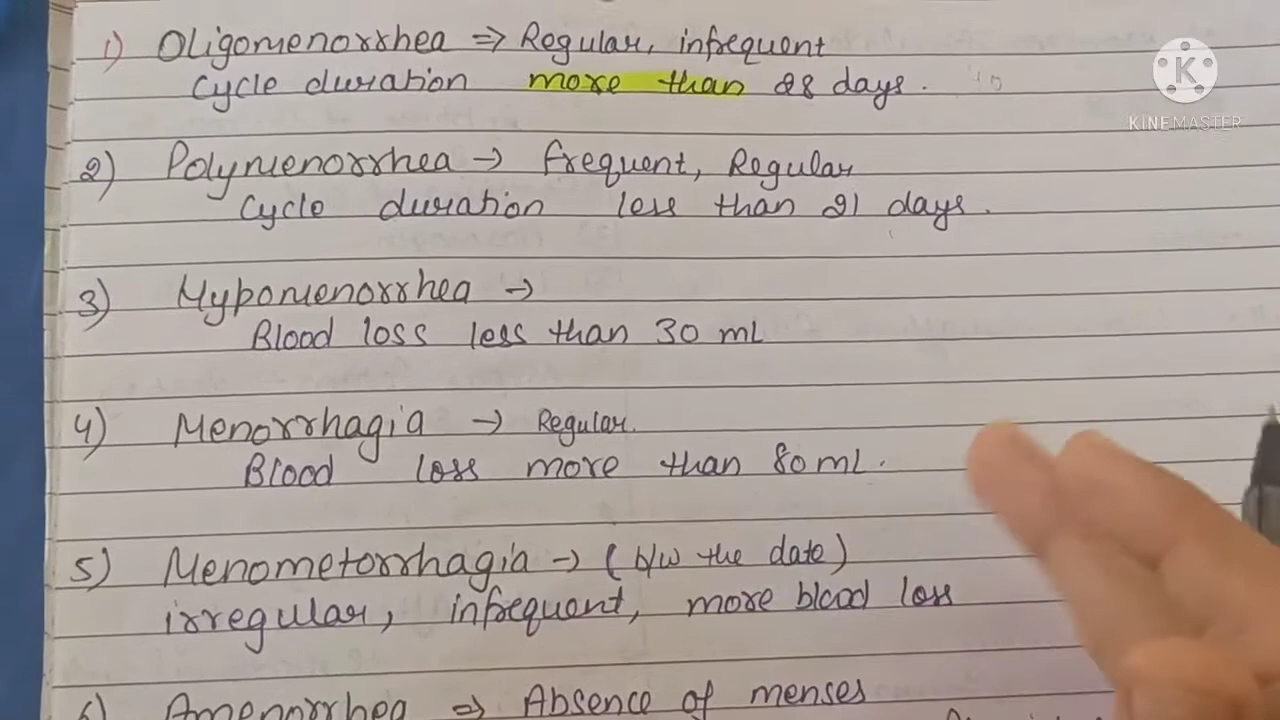 1) Oligomenorrhea ⇒ Regular, infrequent
Cycle duration more than 28 days.
2) Polymenorrhea → frequent, Regular
Cycle duration less than 21 days.
3) Hypomenorrhea →
Blood loss less than 30 ml
4) Menorrhagia → Regular.
Blood loss more than 80 ml.
5) Menometorrhagia → (b/w the date)
irregular, infrequent, more blood loss
6) Amenorrhea ⇒ Absence of menses
K
KINEMASTER